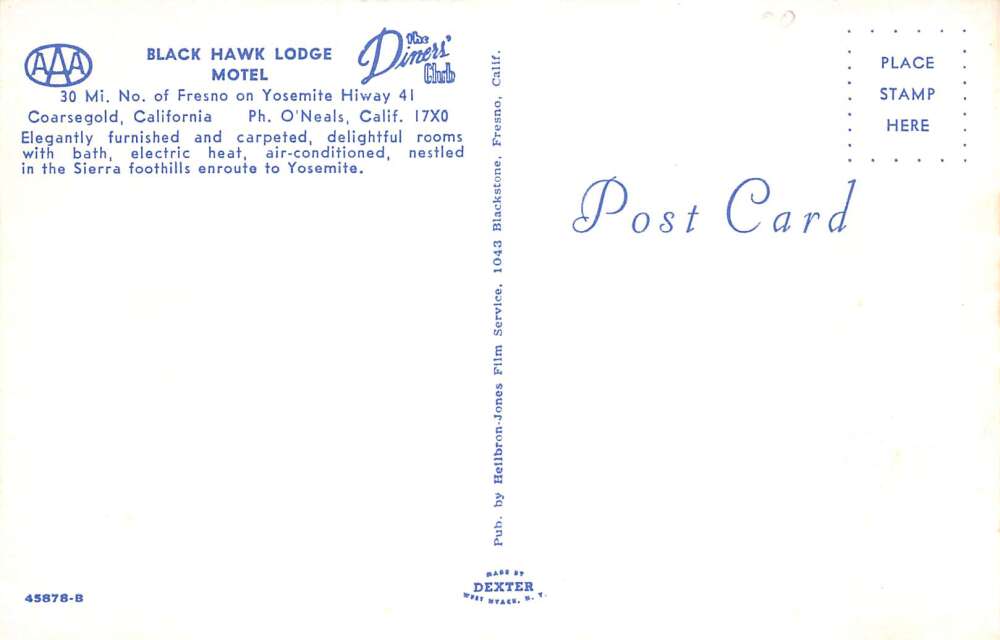 AAA
BLACK HAWK LODGE
MOTEL
The Diners' Club
30 Mi. No. of Fresno on Yosemite Hiway 41
Coarsegold, California Ph. O'Neals, Calif. 17X0
Elegantly furnished and carpeted, delightful rooms
with bath, electric heat, air-conditioned, nestled
in the Sierra foothills enroute to Yosemite.
Pub. by Heilbron-Jones Film Service, 1043 Blackstone, Fresno, Calif.
PLACE
STAMP
HERE
Post Card
45878-B
MADE BY
DEXTER
WEST NYACK, N. Y.